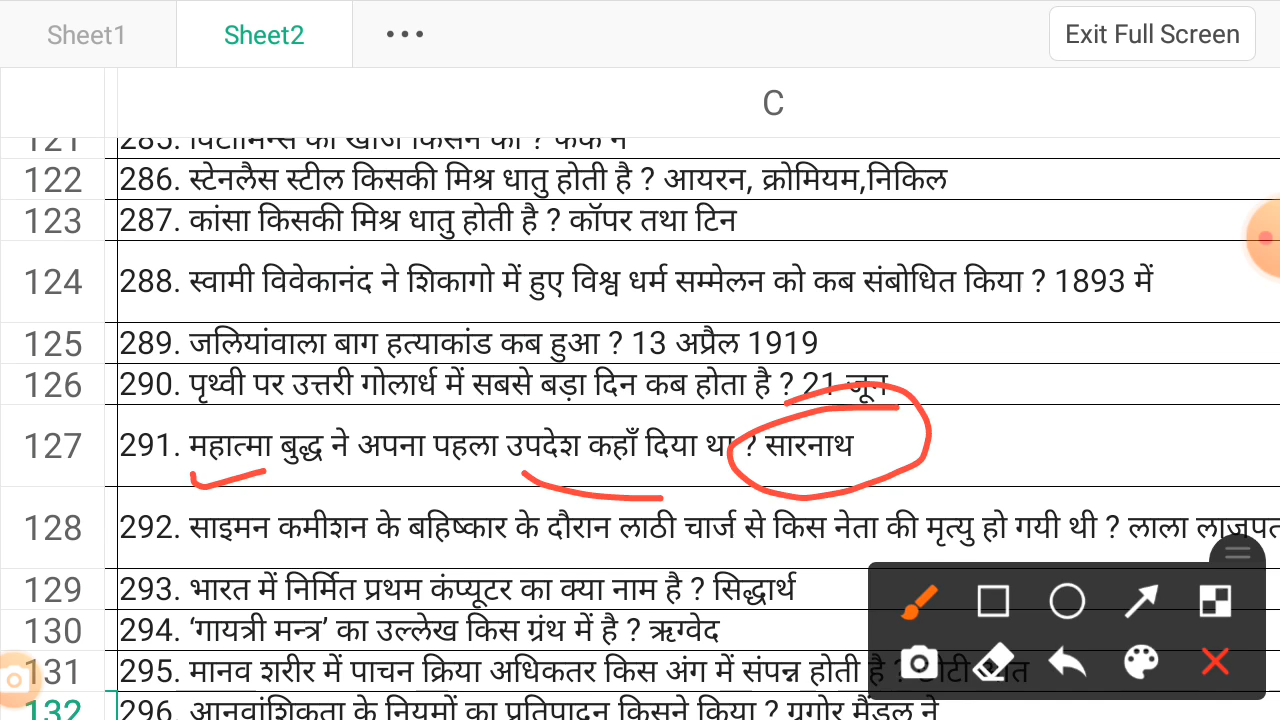 Sheet1 Sheet2 ••• Exit Full Screen
C
121 285. विटामिन्स की खोज किसने की ? फंक ने
122 286. स्टेनलैस स्टील किसकी मिश्र धातु होती है ? आयरन, क्रोमियम,निकिल
123 287. कांसा किसकी मिश्र धातु होती है ? कॉपर तथा टिन
124 288. स्वामी विवेकानंद ने शिकागो में हुए विश्व धर्म सम्मेलन को कब संबोधित किया ? 1893 में
125 289. जलियांवाला बाग हत्याकांड कब हुआ ? 13 अप्रैल 1919
126 290. पृथ्वी पर उत्तरी गोलार्ध में सबसे बड़ा दिन कब होता है ? 21 जून
127 291. महात्मा बुद्ध ने अपना पहला उपदेश कहाँ दिया था ? सारनाथ
128 292. साइमन कमीशन के बहिष्कार के दौरान लाठी चार्ज से किस नेता की मृत्यु हो गयी थी ? लाला लाजपत
129 293. भारत में निर्मित प्रथम कंप्यूटर का क्या नाम है ? सिद्धार्थ
130 294. ‘गायत्री मन्त्र’ का उल्लेख किस ग्रंथ में है ? ऋग्वेद
131 295. मानव शरीर में पाचन क्रिया अधिकतर किस अंग में संपन्न होती है ?
132 296. आनुवांशिकता के नियमों का प्रतिपादन किसने किया ? ग्रेगोर मैंडल ने